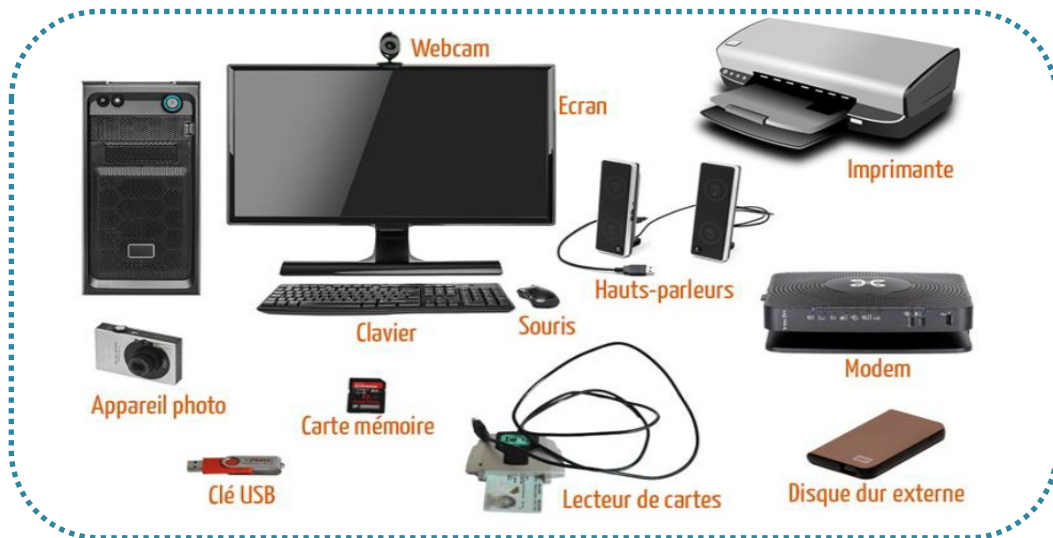 Webcam
Ecran
Imprimante
Hauts-parleurs
Clavier
Souris
Modem
Appareil photo
Carte mémoire
Clé USB
Lecteur de cartes
Disque dur externe